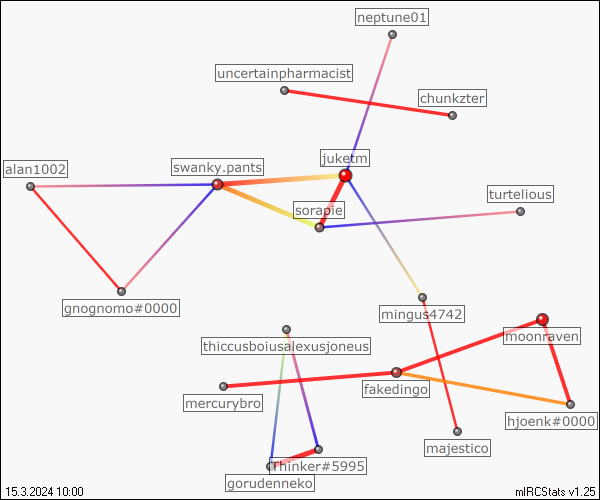 neptune01
uncertainpharmacist
chunkzter
juketm
swanky.pants
alan1002
turtelious
sorapie
gnognomo#0000
mingus4742
moonraven
thiccusboiusalexusjoneus
fakedingo
mercurybro
hjoenk#0000
majestico
Thinker#5995
gorudenneko
15.3.2024 10:00
mIRCStats v1.25